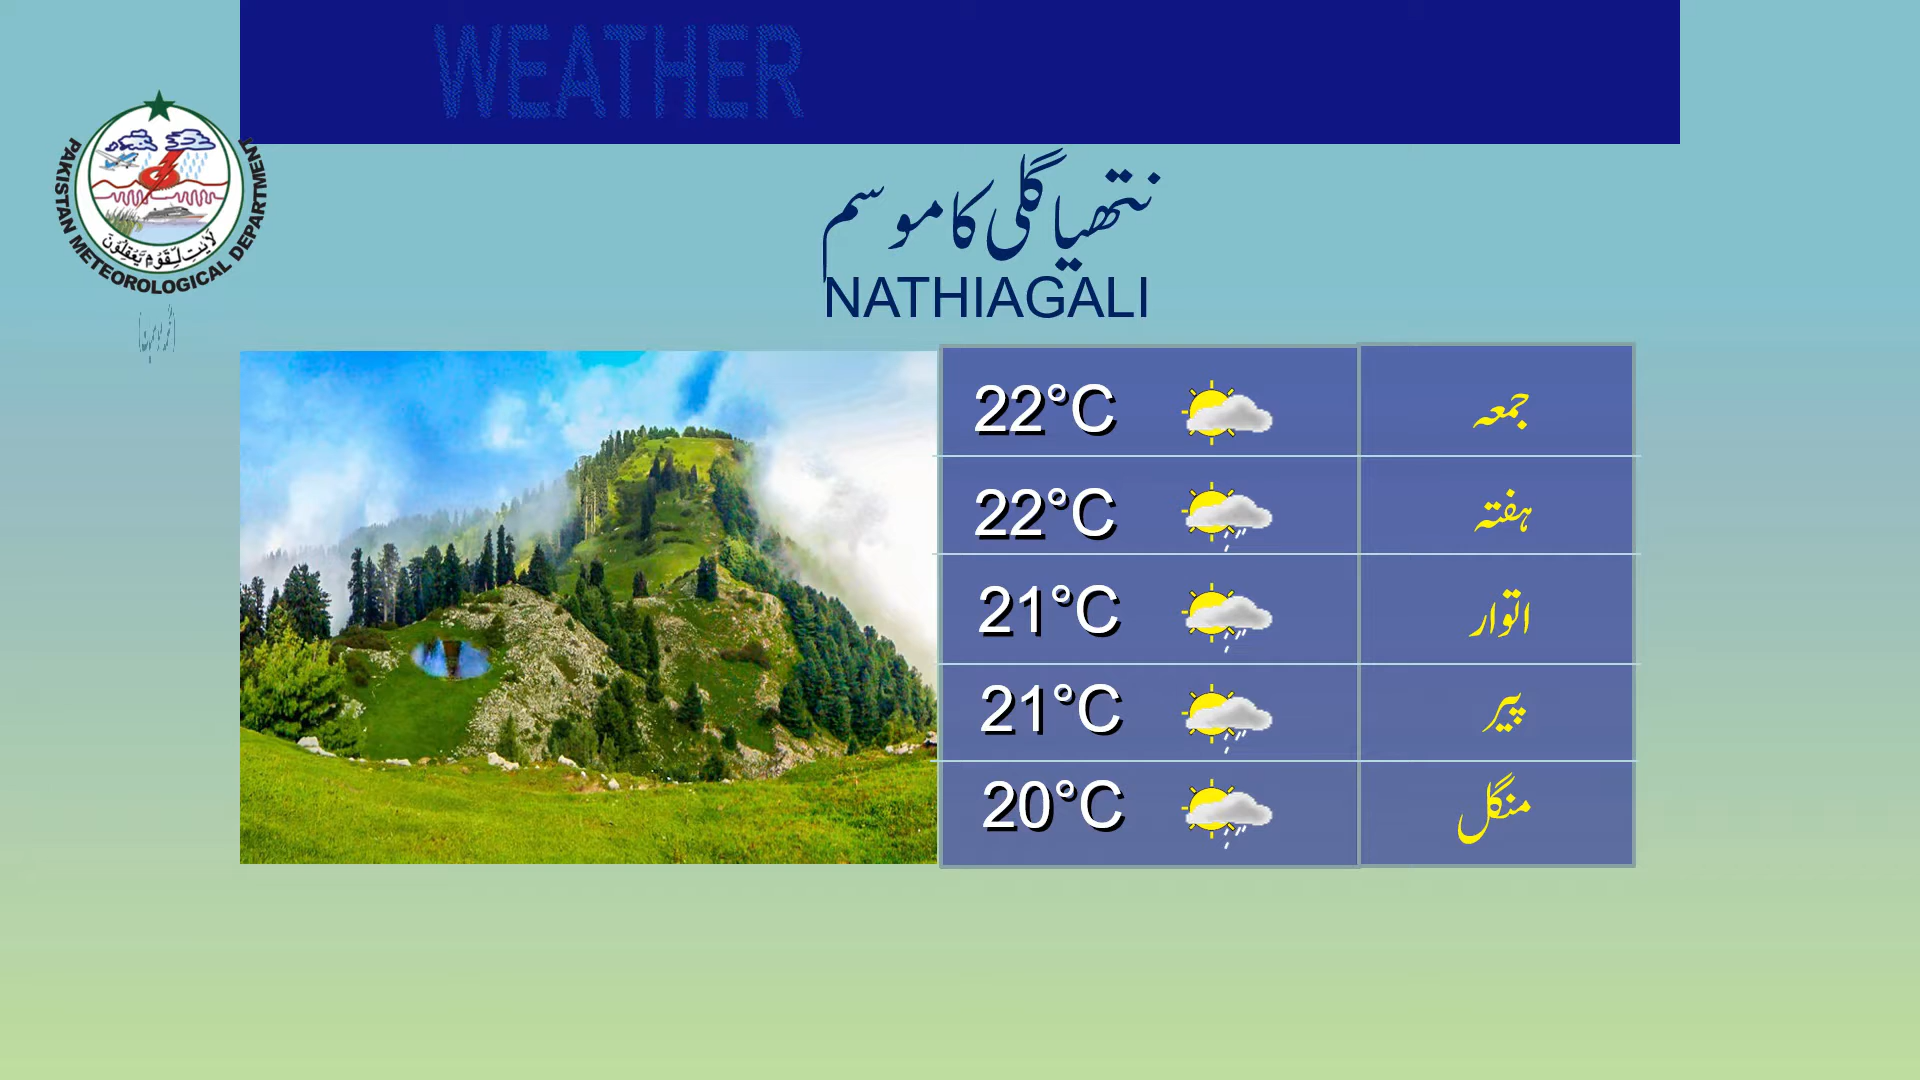 WEATHER
PAKISTAN METEOROLOGICAL DEPARTMENT
لَاٰیٰتٍ لِّقَوْمٍ یَّعْقِلُوْنَ
نتھیا گلی کا موسم
NATHIAGALI
جمعہ 22°C
ہفتہ 22°C
اتوار 21°C
پیر 21°C
منگل 20°C